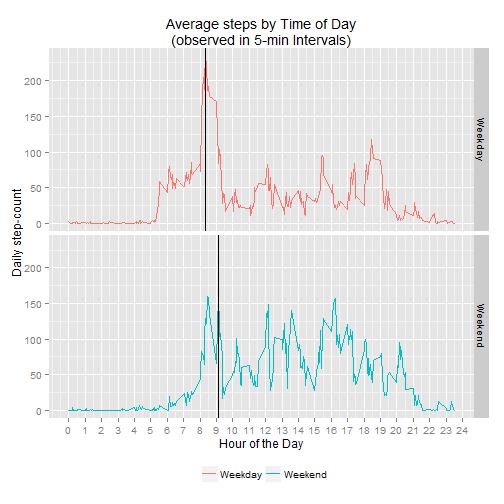 Average steps by Time of Day
(observed in 5-min Intervals)
Daily step-count
200
150
100
50
0
Weekday
200
150
100
50
0
Weekend
0 1 2 3 4 5 6 7 8 9 10 11 12 13 14 15 16 17 18 19 20 21 22 23 24
Hour of the Day
Weekday Weekend